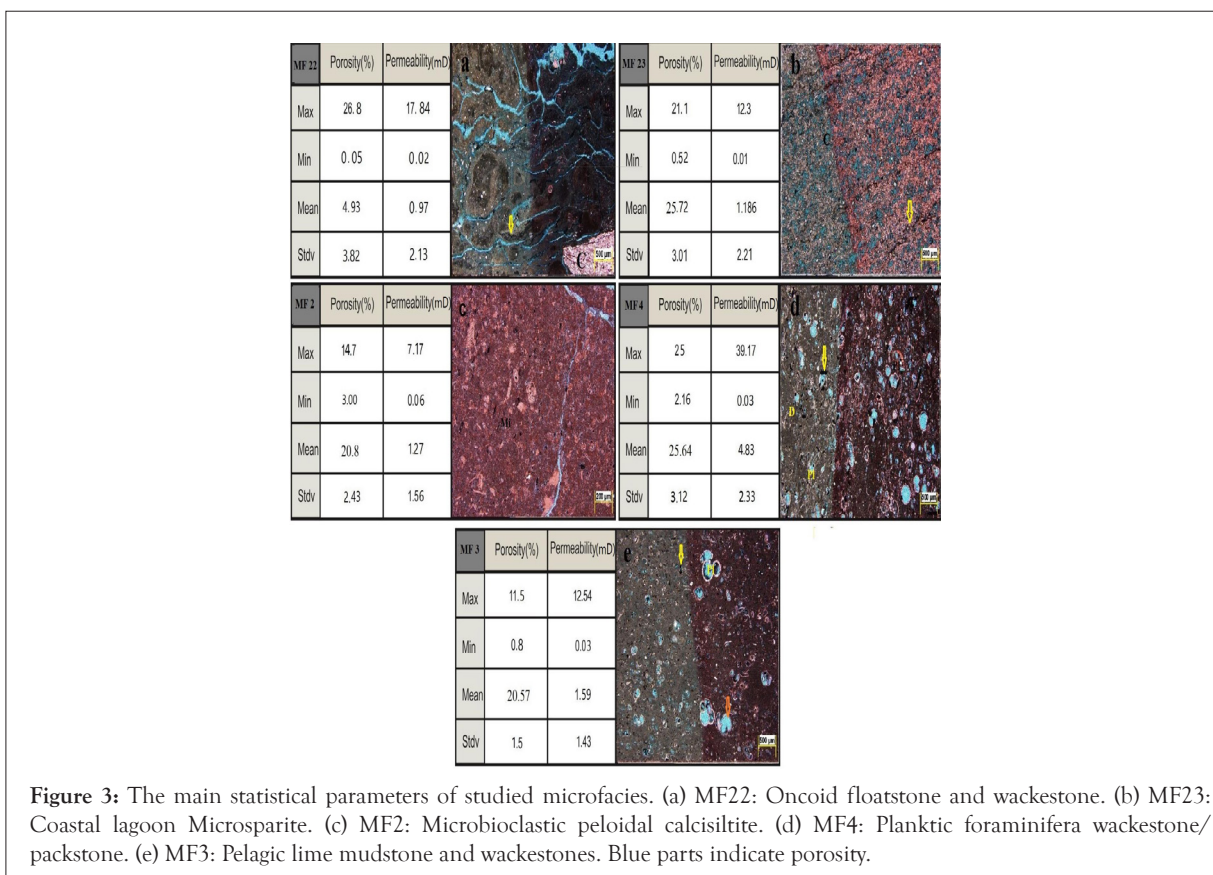 MF 22 Porosity(%) Permeability(mD)
Max 26.8 17.84
Min 0.05 0.02
Mean 4.93 0.97
Stdv 3.82 2.13
a
C
500 µm
MF 23 Porosity(%) Permeability(mD)
Max 21.1 12.3
Min 0.52 0.01
Mean 25.72 1.186
Stdv 3.01 2.21
b
C
MF 2 Porosity(%) Permeability(mD)
Max 14.7 7.17
Min 3.00 0.06
Mean 20.8 1.27
Stdv 2.43 1.56
c
200 µm
MF 4 Porosity(%) Permeability(mD)
Max 25 39.17
Min 2.16 0.03
Mean 25.64 4.83
Stdv 3.12 2.33
d
D
MF 3 Porosity(%) Permeability(mD)
Max 11.5 12.54
Min 0.8 0.03
Mean 20.57 1.59
Stdv 1.5 1.43
e
500 µm
Figure 3: The main statistical parameters of studied microfacies. (a) MF22: Oncoid floatstone and wackestone. (b) MF23:
Coastal lagoon Microsparite. (c) MF2: Microbioclastic peloidal calcisiltite. (d) MF4: Planktic foraminifera wackestone/
packstone. (e) MF3: Pelagic lime mudstone and wackestones. Blue parts indicate porosity.